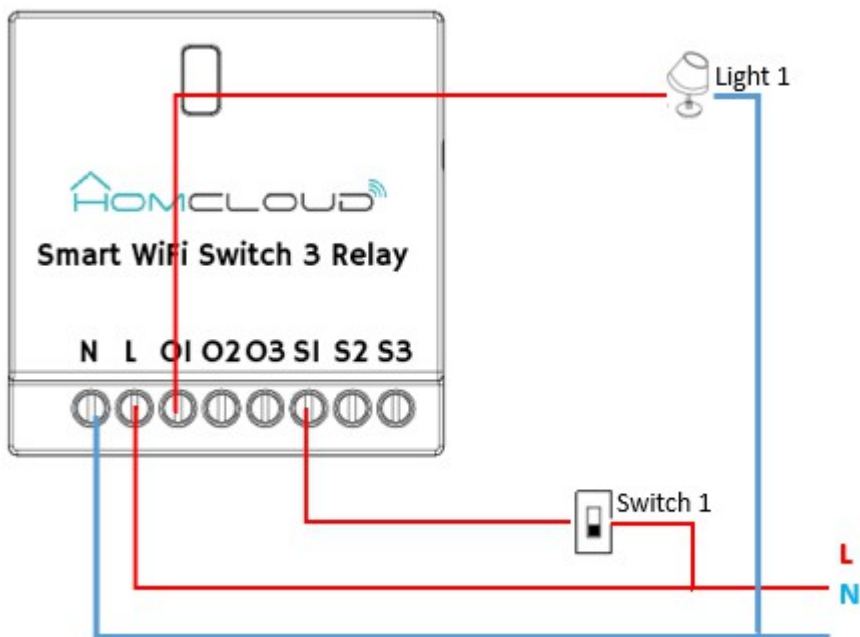 Light 1
HOMCLOUD
Smart WiFi Switch 3 Relay
N L O1 O2 O3 S1 S2 S3
Switch 1
L
N